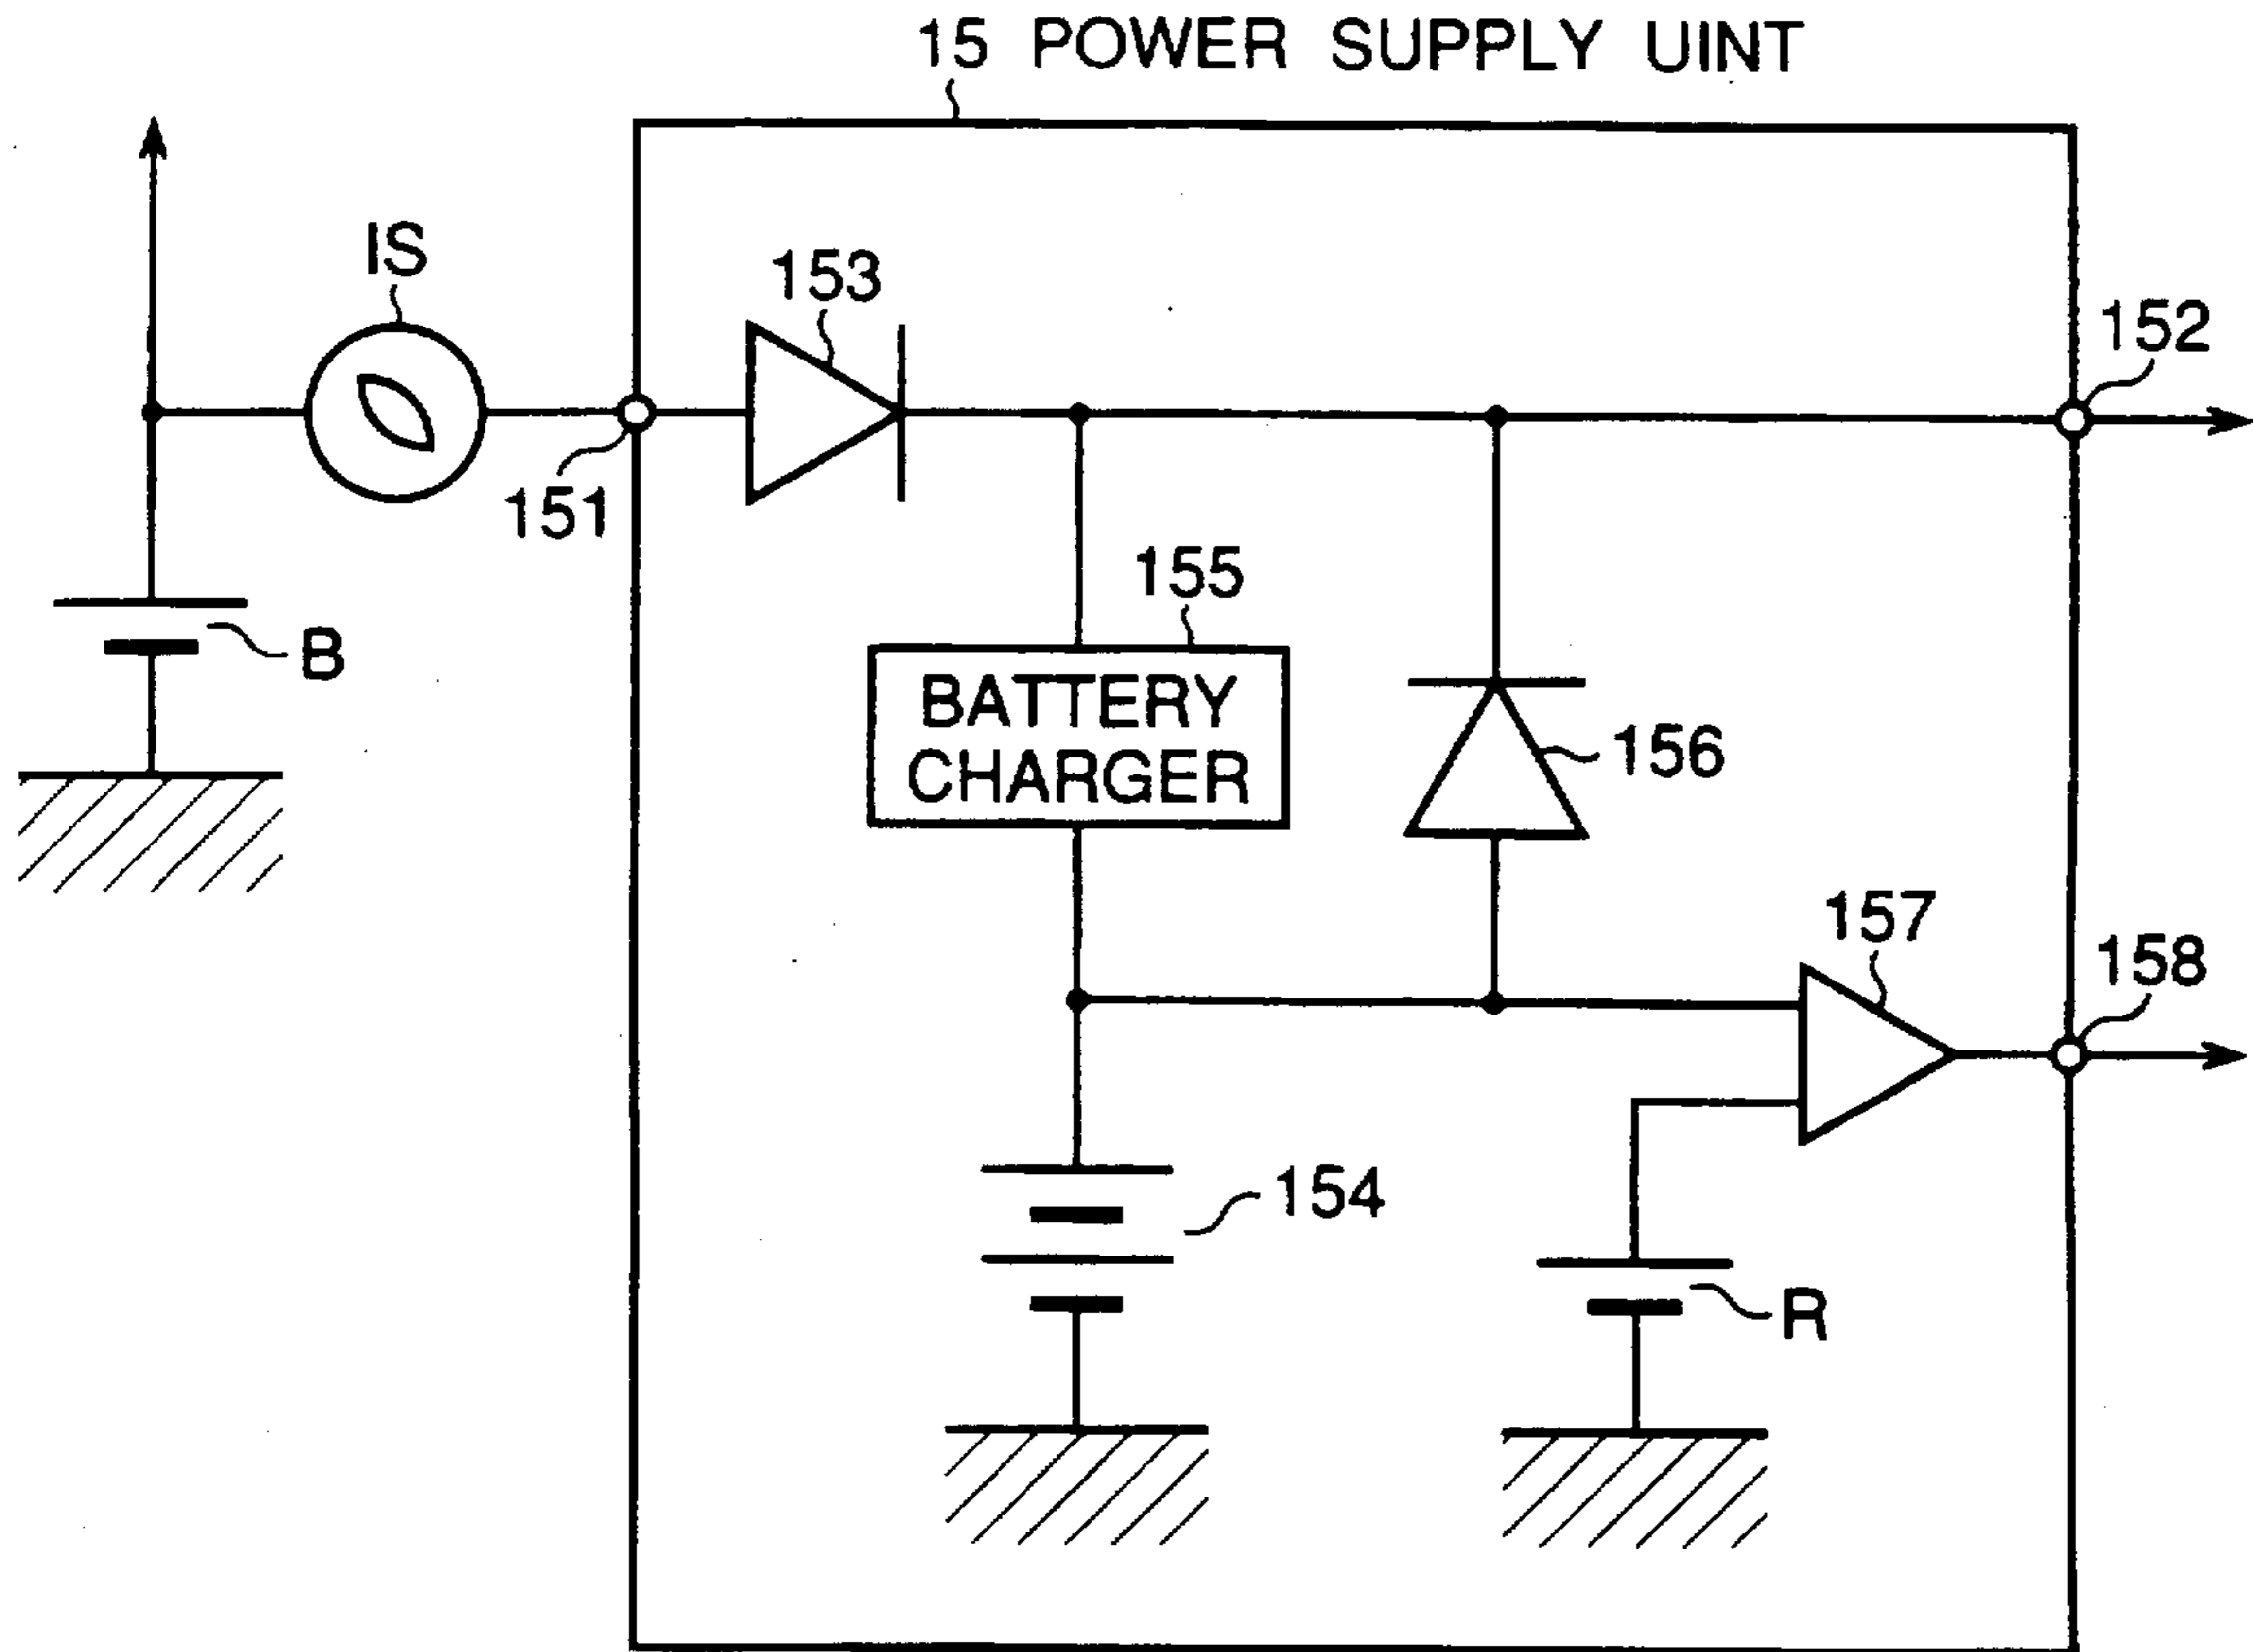 15 POWER SUPPLY UINT
IS
153
152
151
155
B
BATTERY
CHARGER
156
157
158
154
R